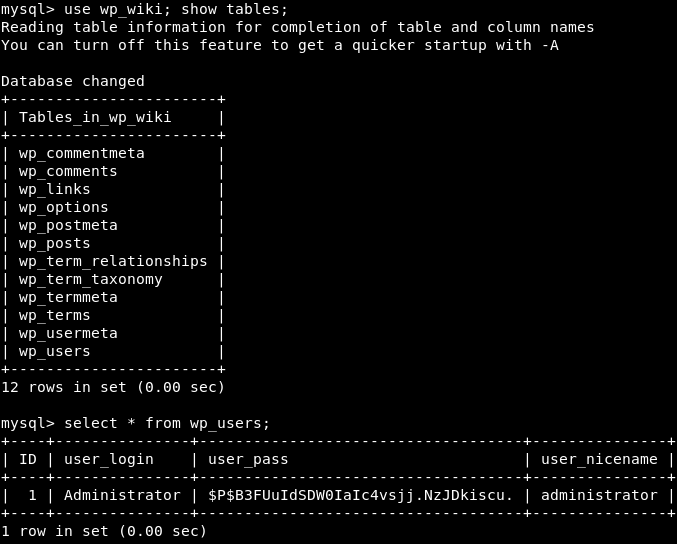 mysql> use wp_wiki; show tables;
Reading table information for completion of table and column names
You can turn off this feature to get a quicker startup with -A
Database changed
+-----------------------+
| Tables_in_wp_wiki     |
+-----------------------+
| wp_commentmeta        |
| wp_comments           |
| wp_links              |
| wp_options            |
| wp_postmeta           |
| wp_posts              |
| wp_term_relationships |
| wp_term_taxonomy      |
| wp_termmeta           |
| wp_terms              |
| wp_usermeta           |
| wp_users              |
+-----------------------+
12 rows in set (0.00 sec)
mysql> select * from wp_users;
+----+---------------+------------------------------------+---------------+
| ID | user_login    | user_pass                          | user_nicename |
+----+---------------+------------------------------------+---------------+
|  1 | Administrator | $P$B3FUuIdSDW0IaIc4vsjj.NzJDkiscu. | administrator |
+----+---------------+------------------------------------+---------------+
1 row in set (0.00 sec)